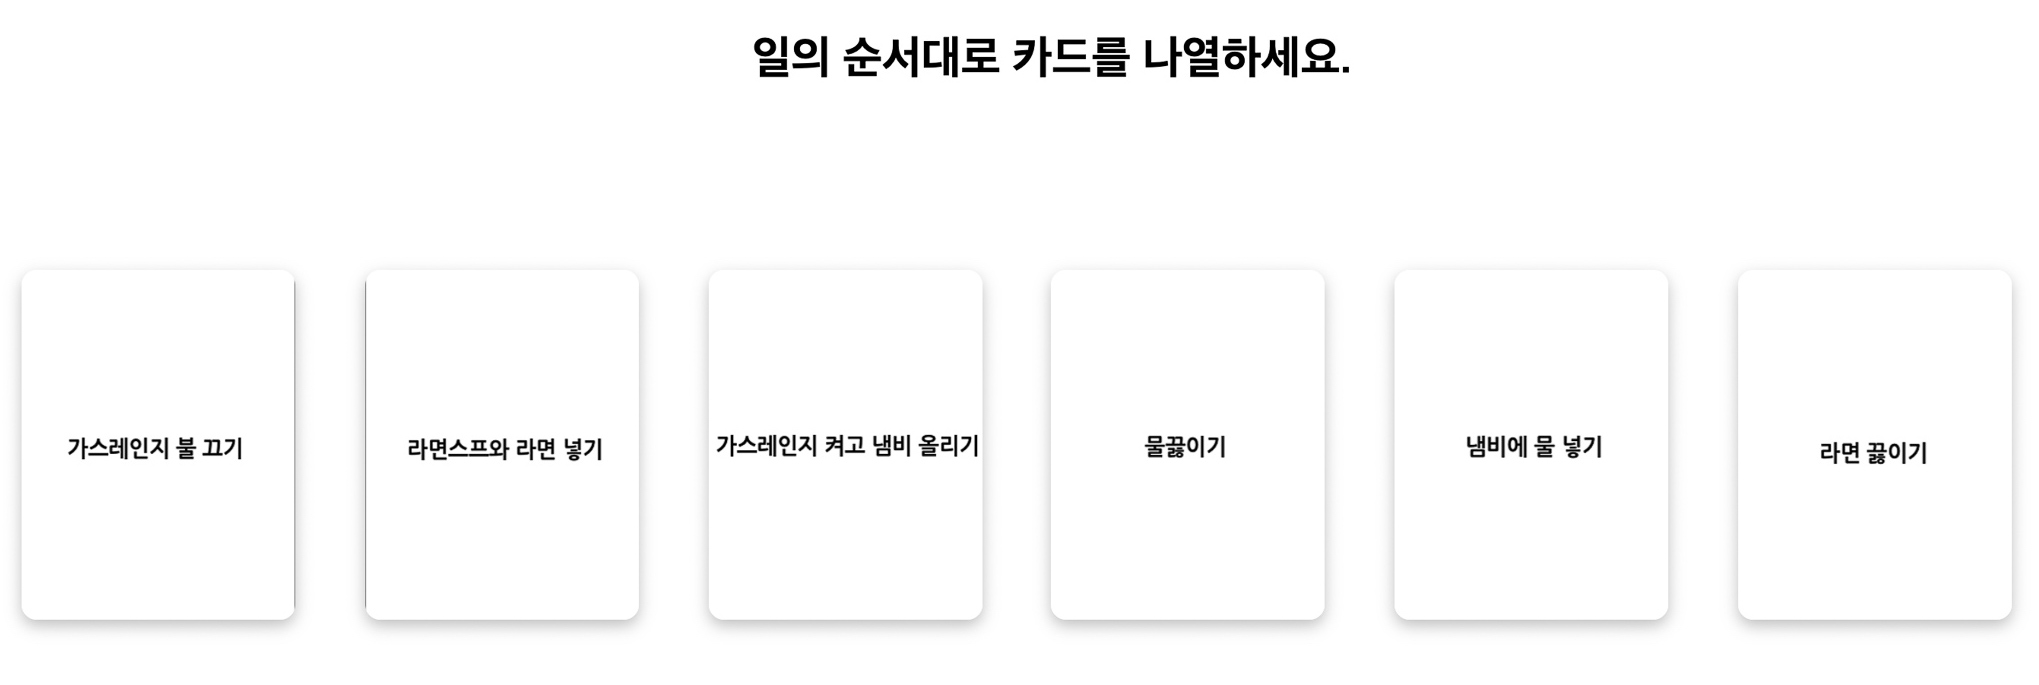 일의 순서대로 카드를 나열하세요.
가스레인지 불 끄기
라면스프와 라면 넣기
가스레인지 켜고 냄비 올리기
물끓이기
냄비에 물 넣기
라면 끓이기